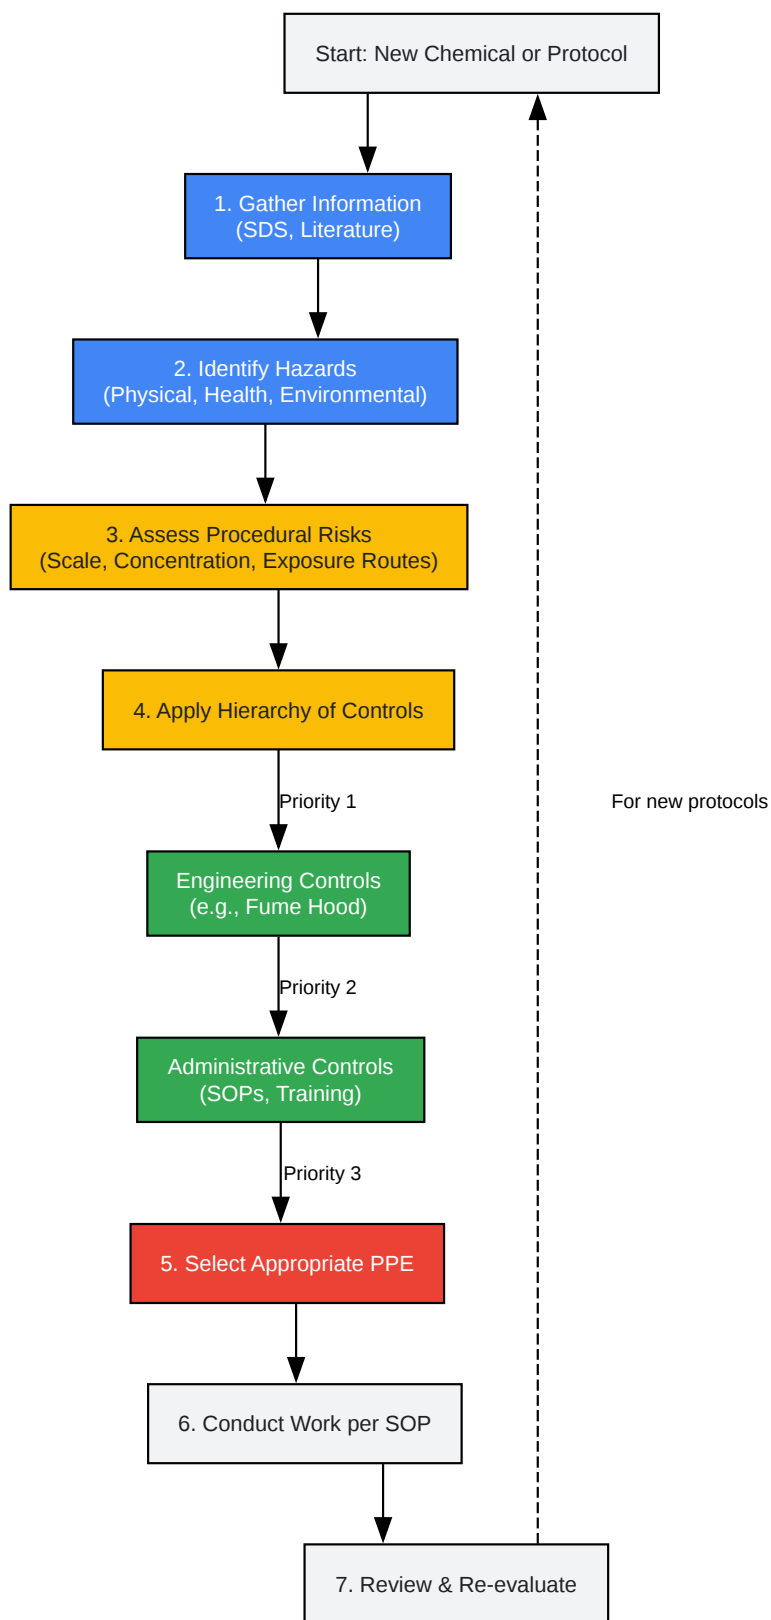 Start: New Chemical or Protocol
1. Gather Information
(SDS, Literature)
2. Identify Hazards
(Physical, Health, Environmental)
3. Assess Procedural Risks
(Scale, Concentration, Exposure Routes)
4. Apply Hierarchy of Controls
Priority 1
For new protocols
Engineering Controls
(e.g., Fume Hood)
Priority 2
Administrative Controls
(SOPs, Training)
Priority 3
5. Select Appropriate PPE
6. Conduct Work per SOP
7. Review & Re-evaluate